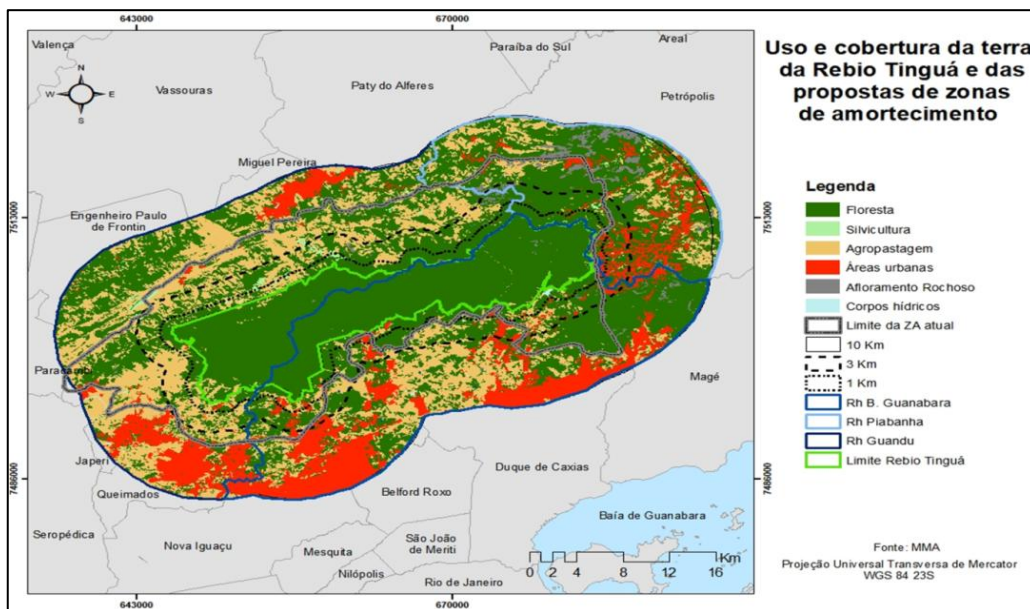 643000
670000
Valença
Paraíba do Sul
Areal
Vassouras
Paty do Alferes
Petrópolis
N
W
E
S
Miguel Pereira
Engenheiro Paulo
de Frontin
7513000
7513000
Paracambi
Magé
Japeri
Queimados
7486000
7486000
Duque de Caxias
Belford Roxo
Baía de Guanabara
Seropédica
Nova Iguaçu
São João
de Meriti
Mesquita
Nilópolis
Rio de Janeiro
Km
0 2 4 8 12 16
643000
670000
Uso e cobertura da terra
da Rebio Tinguá e das
propostas de zonas
de amortecimento
Legenda
Floresta
Silvicultura
Agropastagem
Áreas urbanas
Afloramento Rochoso
Corpos hídricos
Limite da ZA atual
10 Km
3 Km
1 Km
Rh B. Guanabara
Rh Piabanha
Rh Guandu
Limite Rebio Tinguá
Fonte: MMA
Projeção Universal Transversa de Mercator
WGS 84 23S